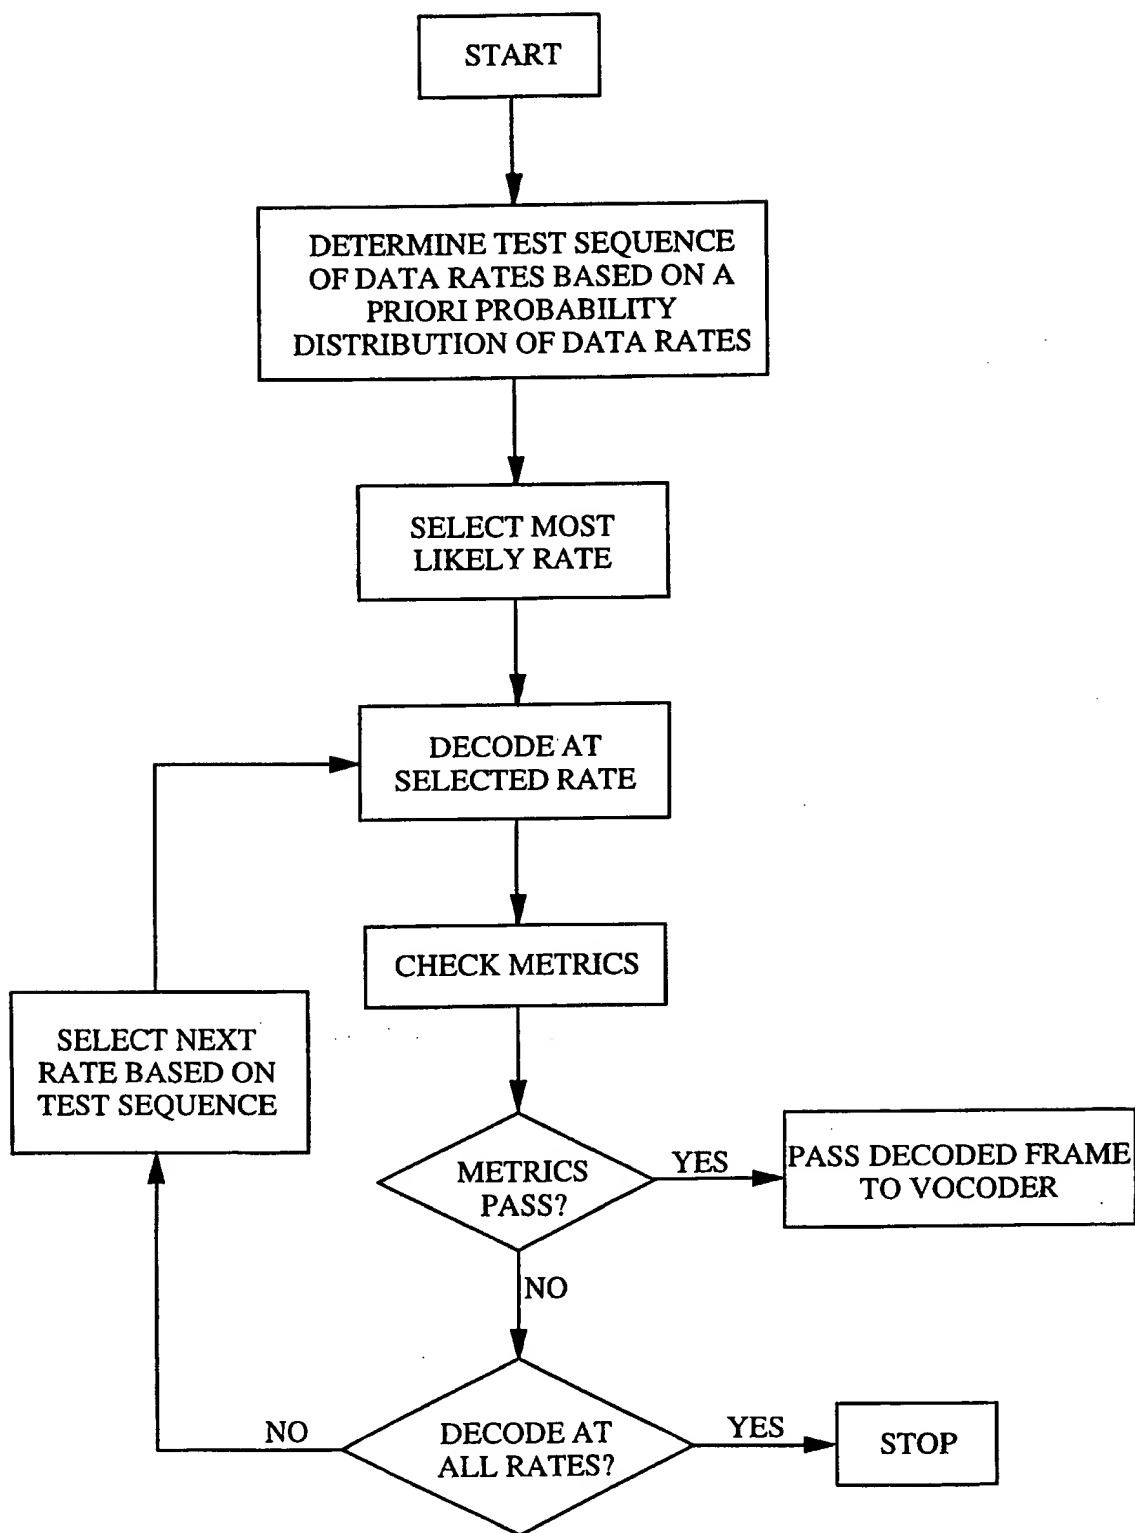 START
DETERMINE TEST SEQUENCE
OF DATA RATES BASED ON A
PRIORI PROBABILITY
DISTRIBUTION OF DATA RATES
SELECT MOST
LIKELY RATE
DECODE AT
SELECTED RATE
CHECK METRICS
SELECT NEXT
RATE BASED ON
TEST SEQUENCE
METRICS
PASS?
YES
PASS DECODED FRAME
TO VOCODER
NO
DECODE AT
ALL RATES?
NO
YES
STOP